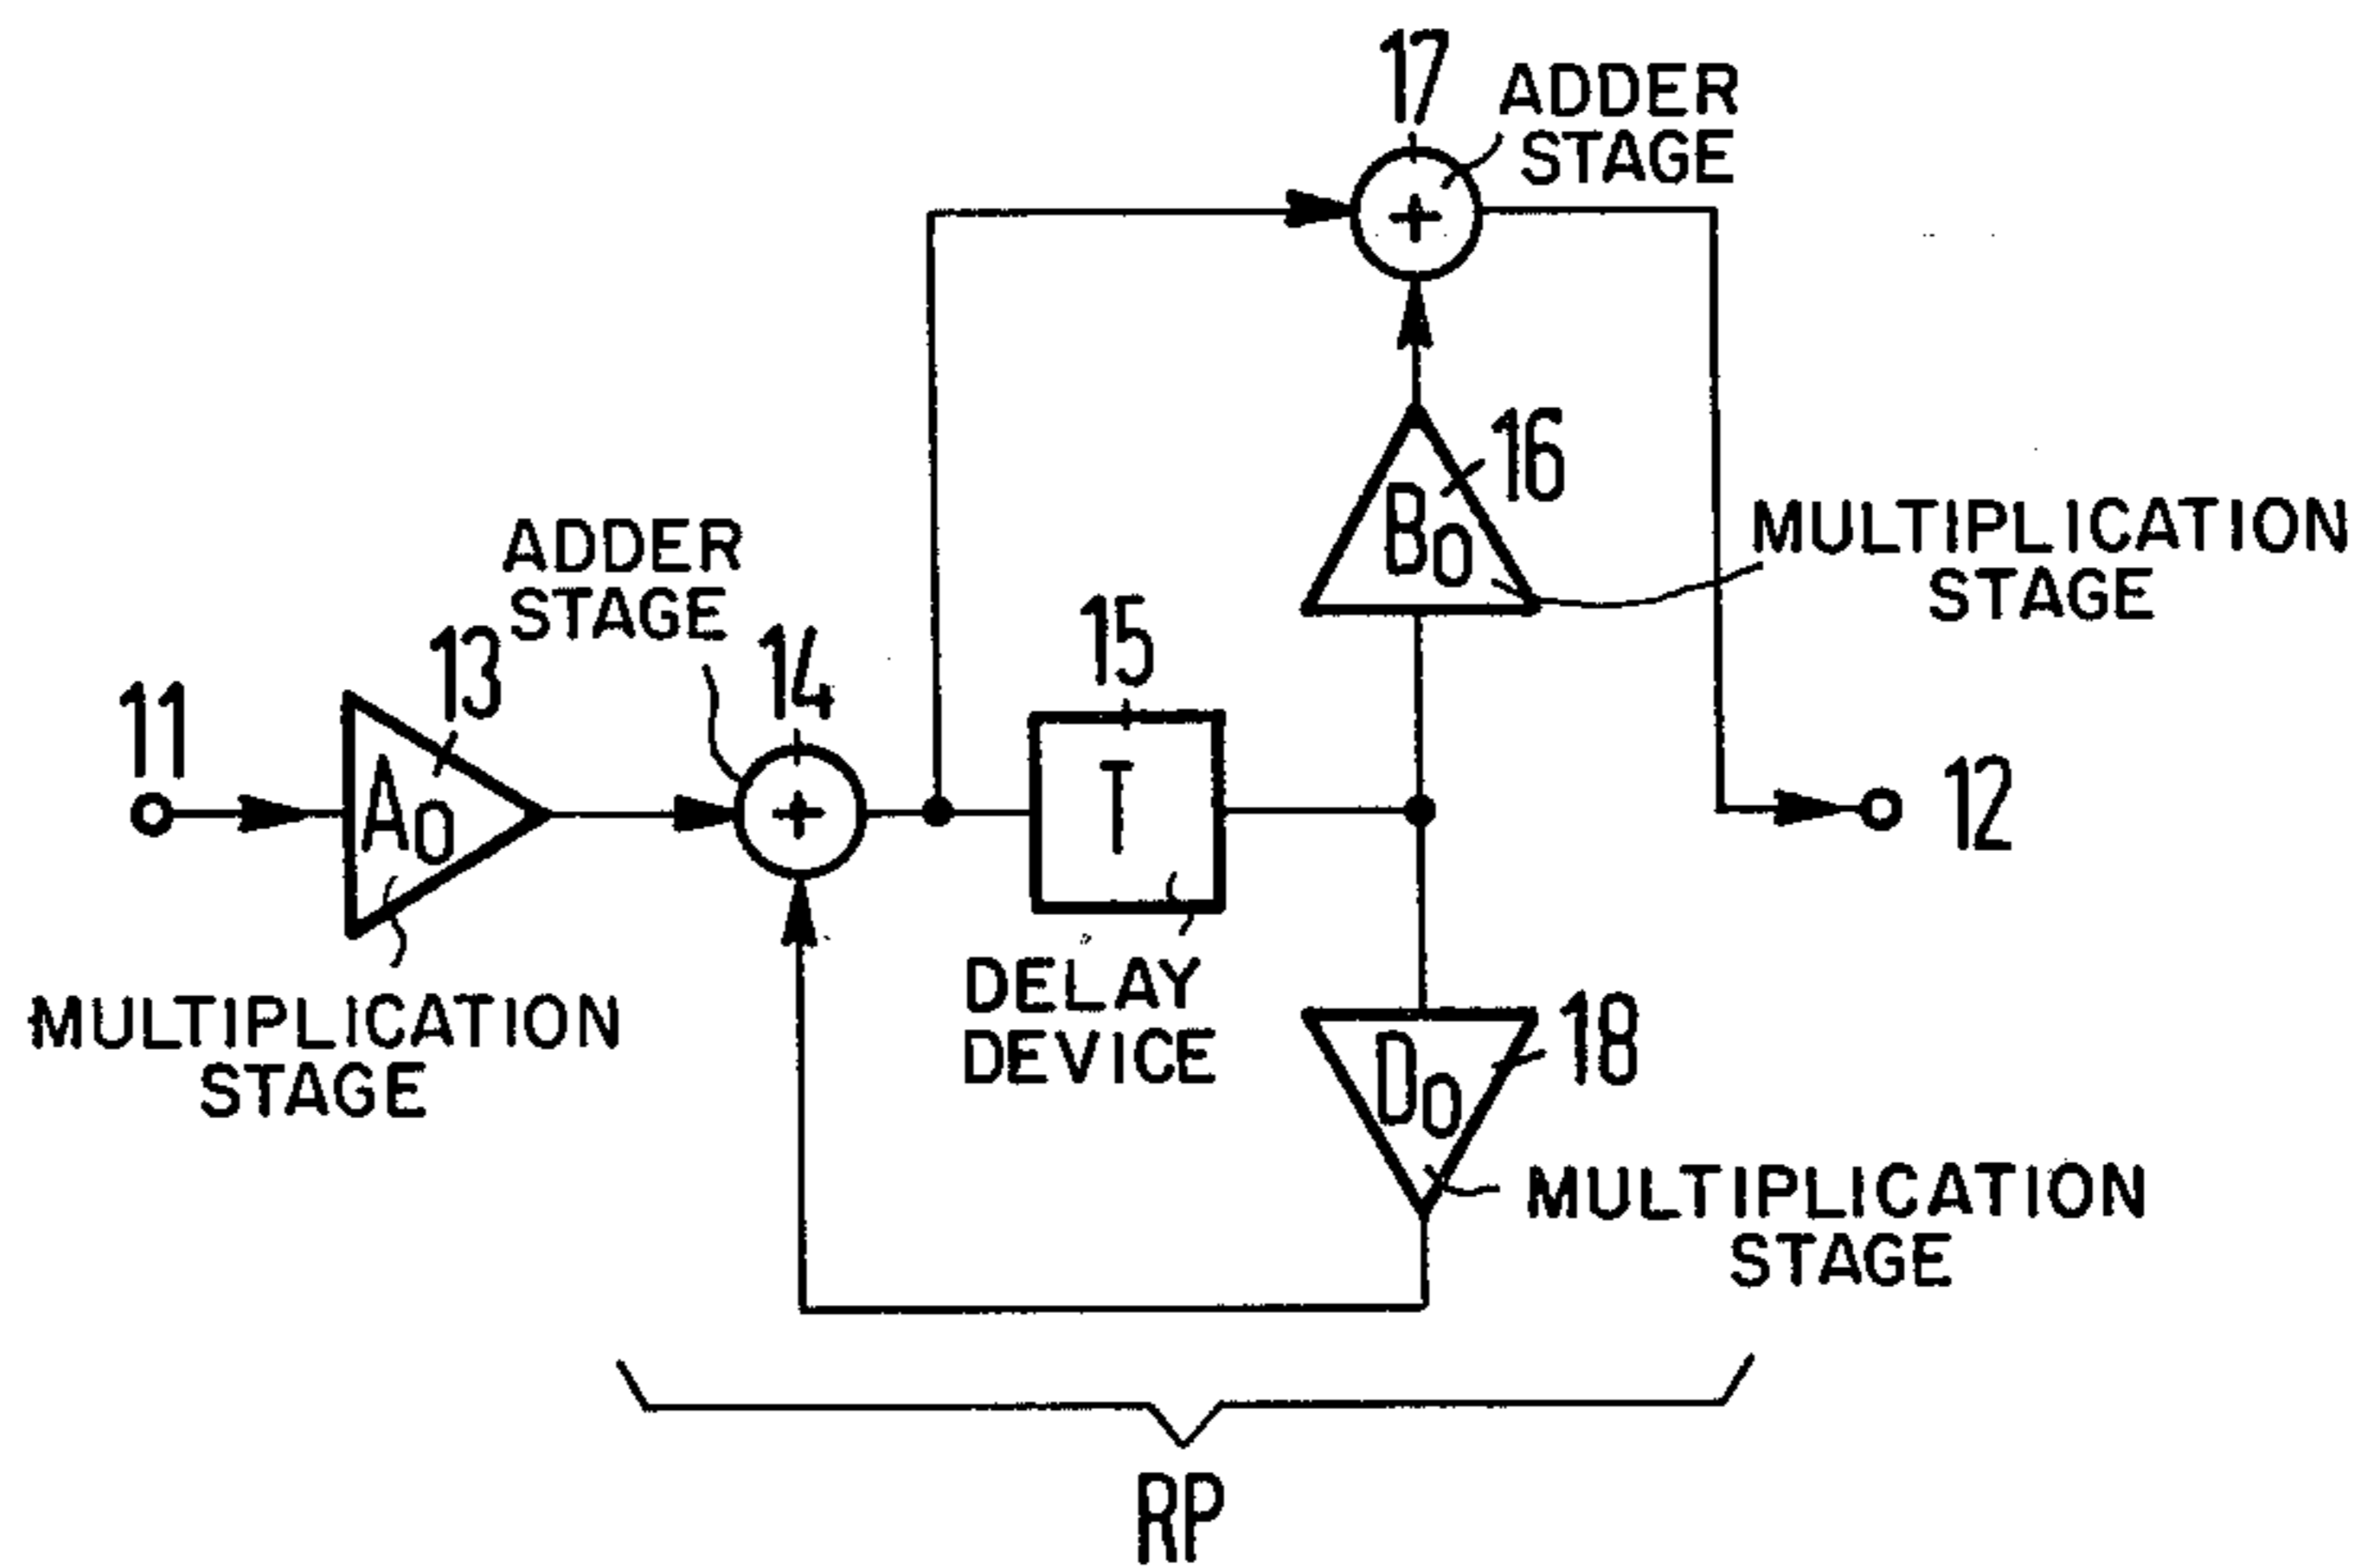 17
ADDER
STAGE
16
B0
MULTIPLICATION
STAGE
ADDER
STAGE
11
13
A0
14
15
T
12
MULTIPLICATION
STAGE
DELAY
DEVICE
18
D0
MULTIPLICATION
STAGE
RP